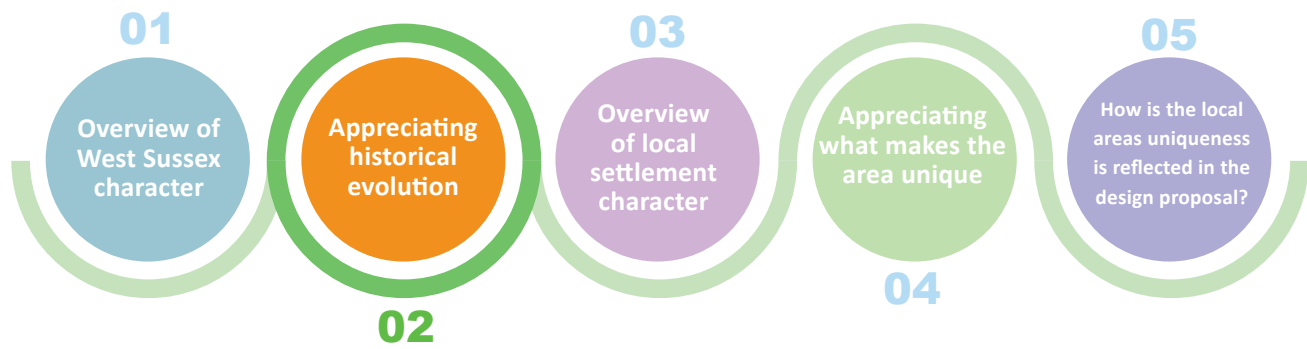 01
Overview of
West Sussex
character
Appreciating
historical
evolution
02
03
Overview
of local
settlement
character
Appreciating
what makes the
area unique
04
05
How is the local
areas uniqueness
is reflected in the
design proposal?